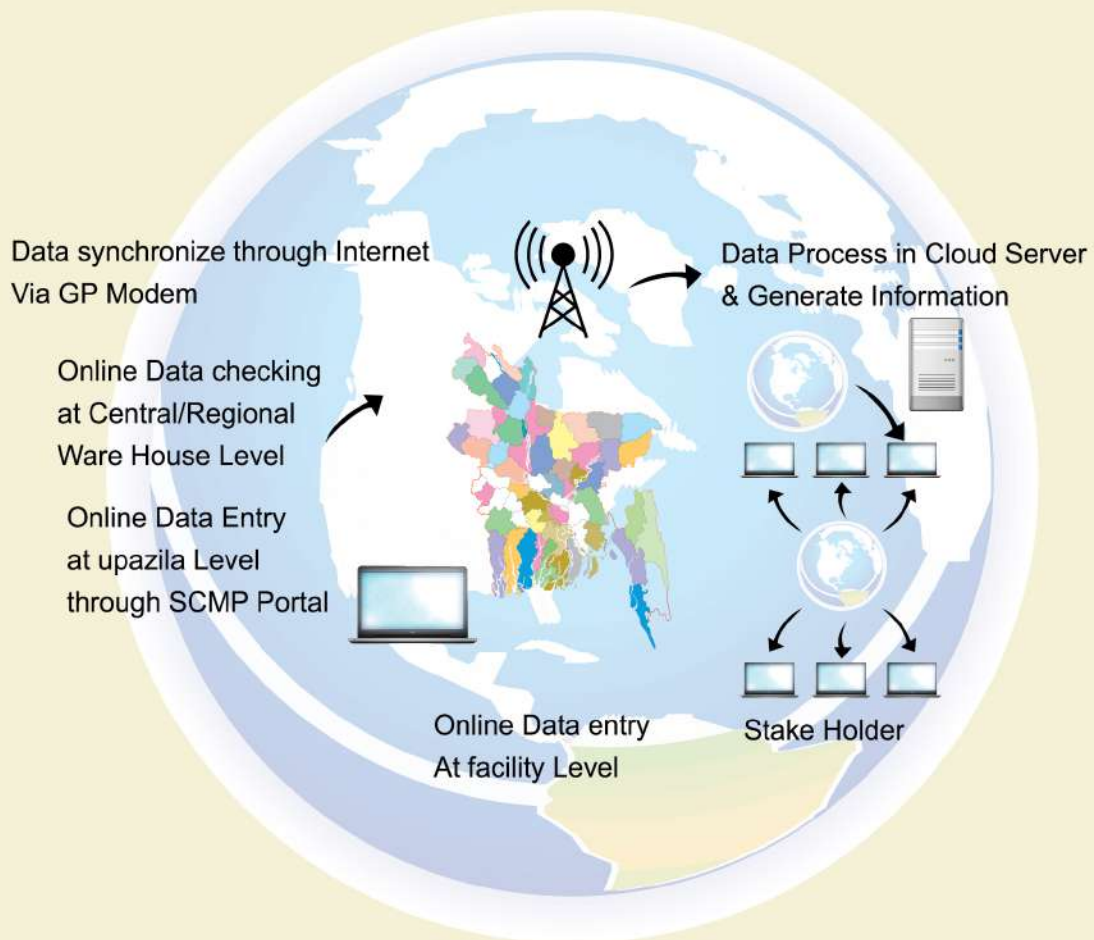 Data synchronize through Internet
Via GP Modem
Data Process in Cloud Server
& Generate Information
Online Data checking
at Central/Regional
Ware House Level
Online Data Entry
at upazila Level
through SCMP Portal
Online Data entry
At facility Level
Stake Holder